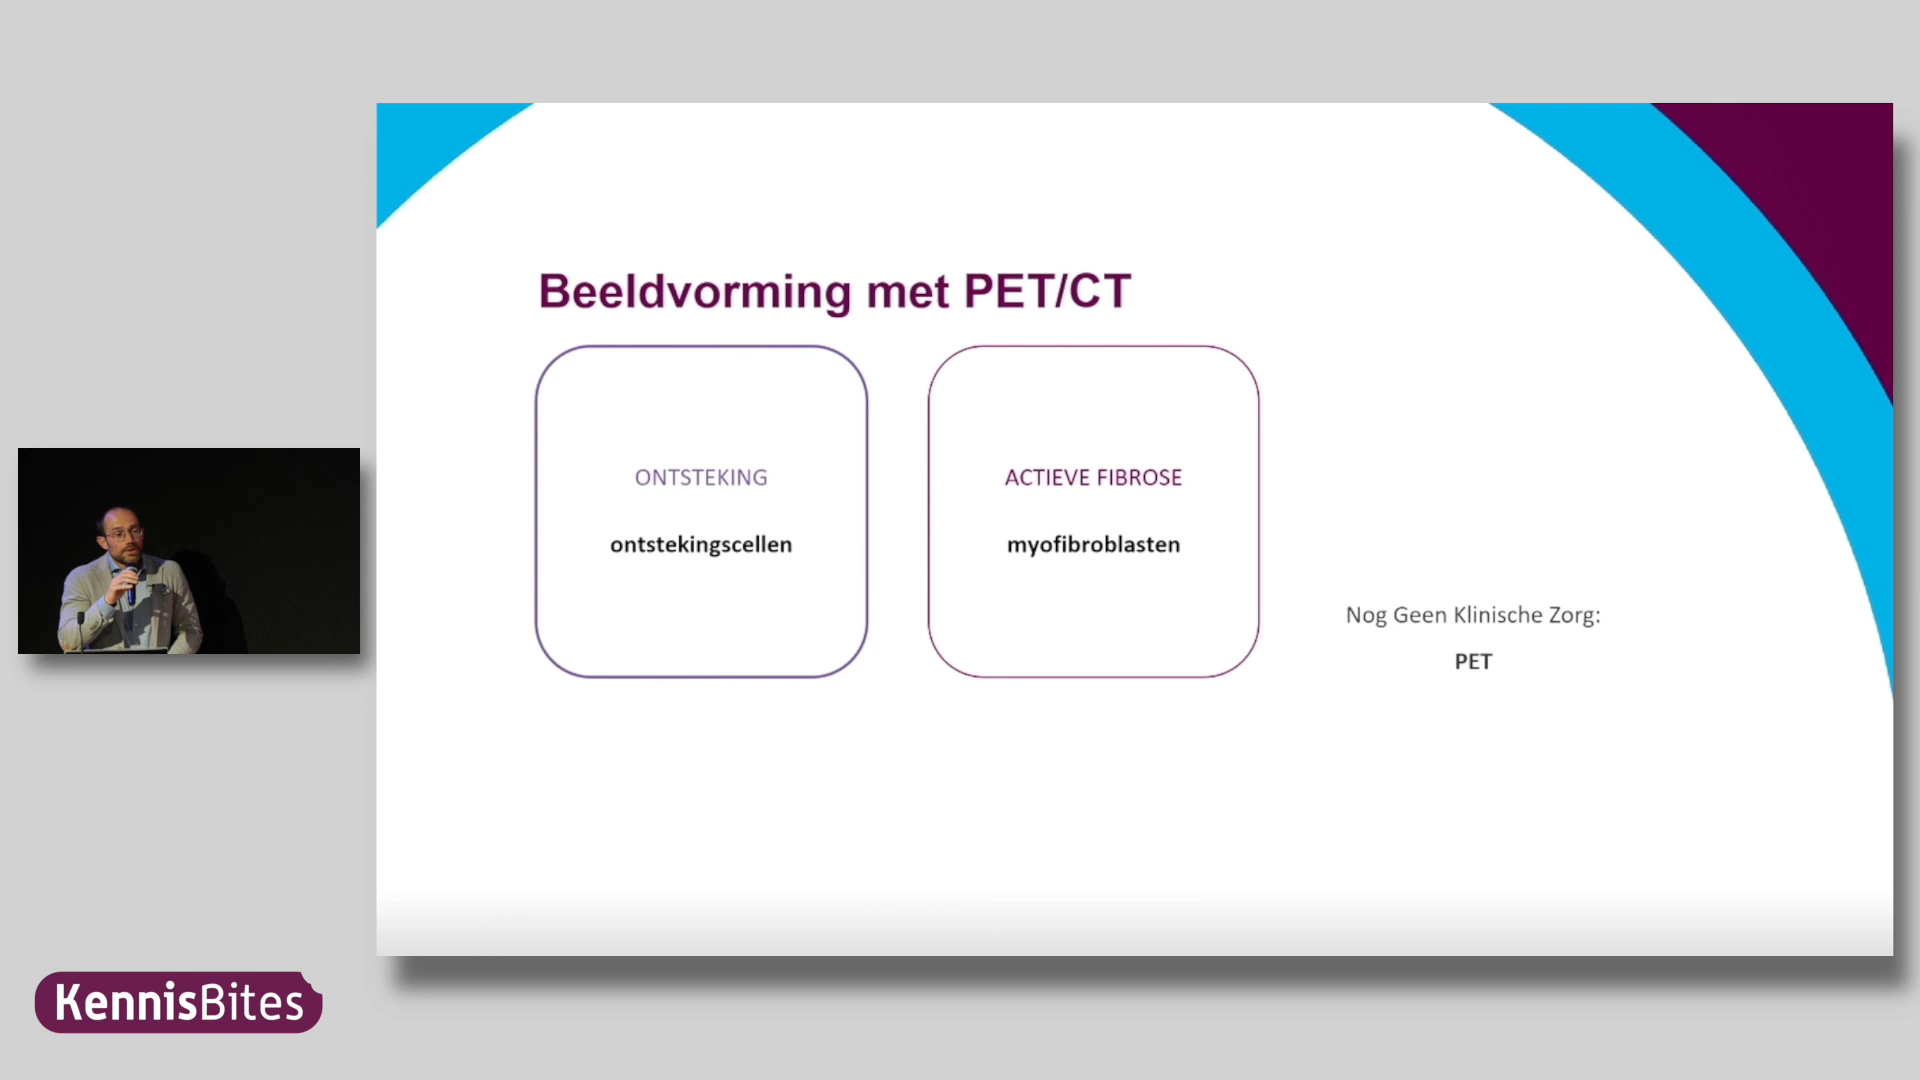 Beeldvorming met PET/CT
ONTSTEKING
ontstekingscellen
ACTIEVE FIBROSE
myofibroblasten
Nog Geen Klinische Zorg:
PET
KennisBites